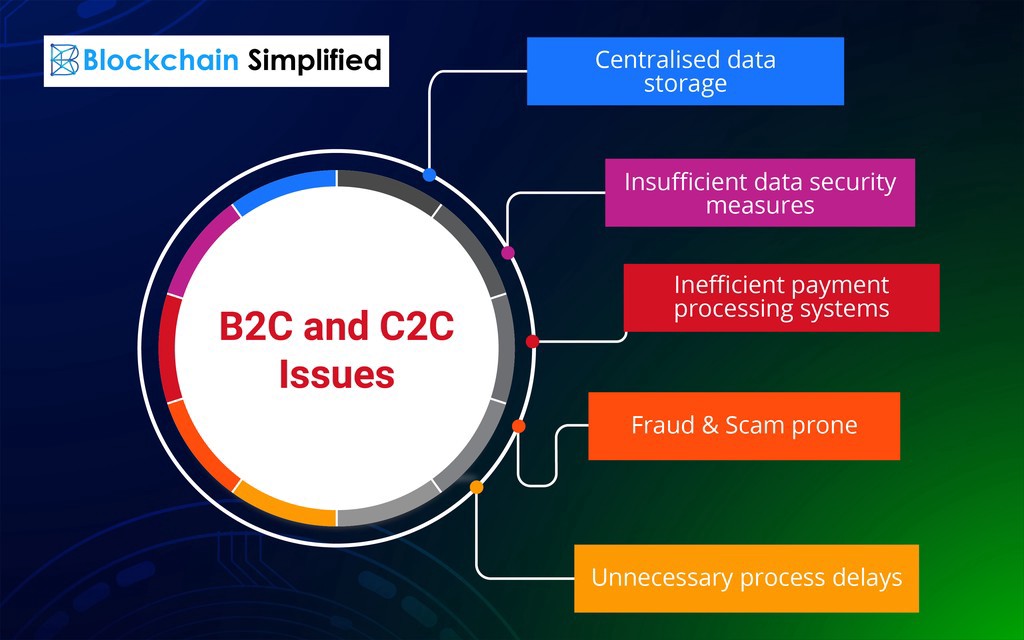 Blockchain Simplified
Centralised data
storage
Insufficient data security
measures
Inefficient payment
processing systems
B2C and C2C
Issues
Fraud & Scam prone
Unnecessary process delays